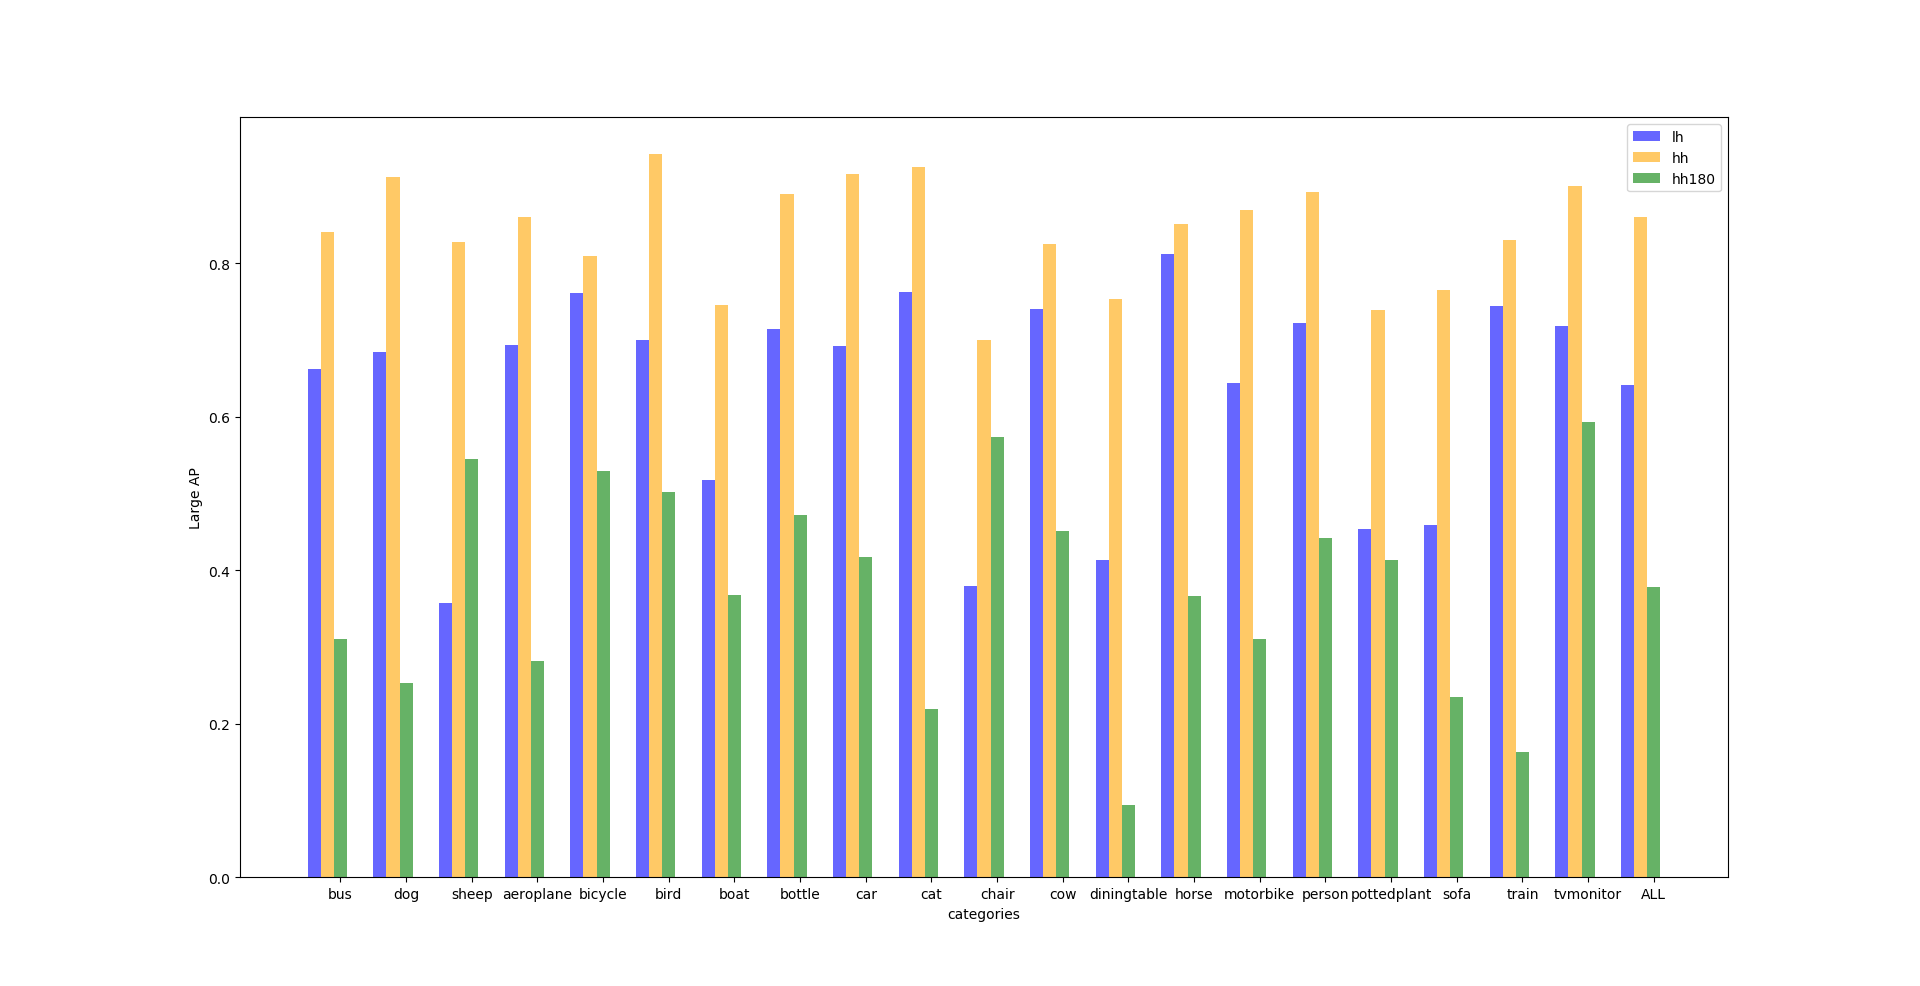 lh
hh
hh180
0.8
0.6
0.4
0.2
0.0
Large AP
bus dog sheep aeroplane bicycle bird boat bottle car cat chair cow diningtable horse motorbike person pottedplant sofa train tvmonitor ALL
categories